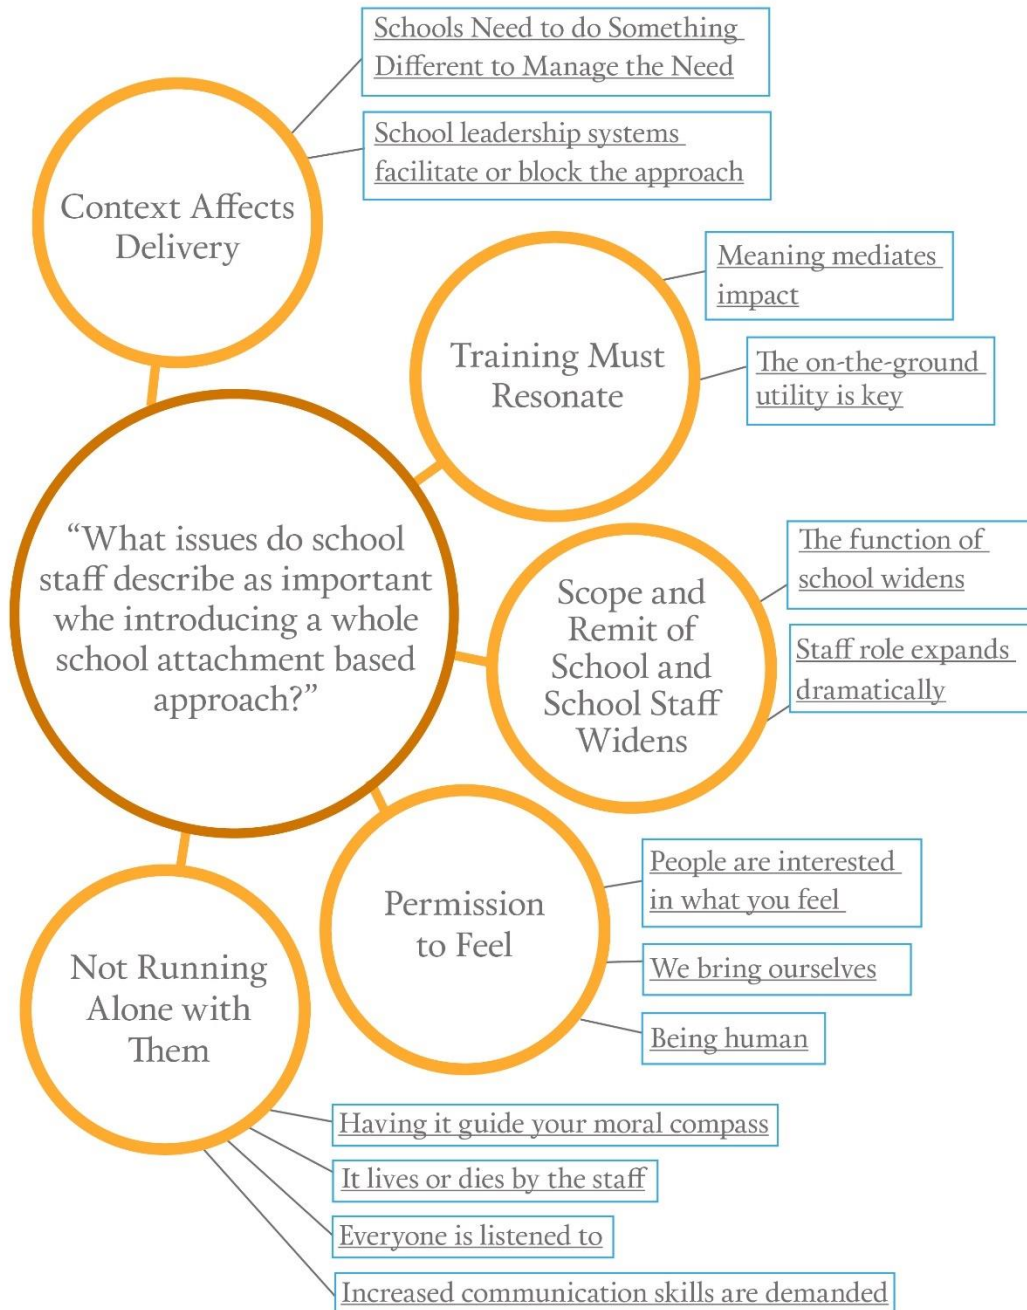 Schools Need to do Something
Different to Manage the Need
School leadership systems
facilitate or block the approach
Context Affects
Delivery
Meaning mediates
impact
Training Must
Resonate
The on-the-ground
utility is key
“What issues do school
staff describe as important
whe introducing a whole
school attachment based
approach?”
The function of
school widens
Scope and
Remit of
School and
School Staff
Widens
Staff role expands
dramatically
People are interested
in what you feel
Permission
to Feel
We bring ourselves
Being human
Not Running
Alone with
Them
Having it guide your moral compass
It lives or dies by the staff
Everyone is listened to
Increased communication skills are demanded